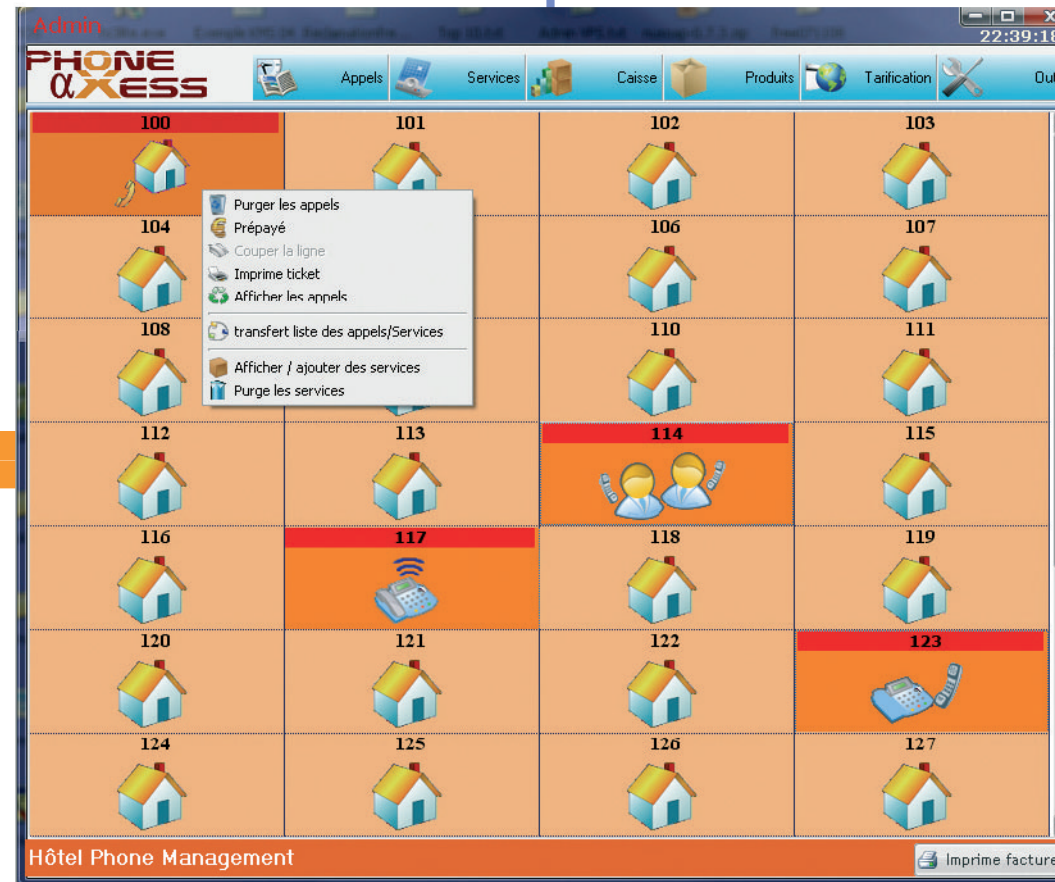 Admin
22:39:18
PHONE
αXESS
Appels
Services
Caisse
Produits
Tarification
Out
100
101
102
103
Purger les appels
Prépayé
Couper la ligne
Imprime ticket
Afficher les appels
transfert liste des appels/Services
Afficher / ajouter des services
Purge les services
104
106
107
108
110
111
112
113
114
115
116
117
118
119
120
121
122
123
124
125
126
127
Hôtel Phone Management
Imprime facture